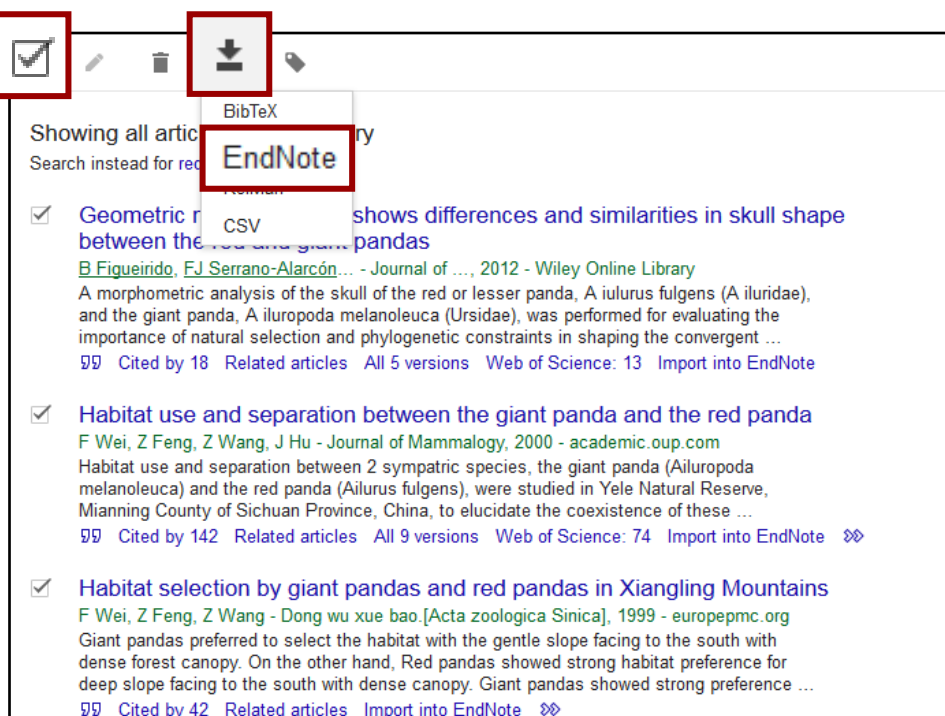 BibTeX
Showing all artic ry
EndNote
Search instead for re
CSV
Geometric shows differences and similarities in skull shape
between the red and giant pandas
B Figueirido, FJ Serrano-Alarcón... - Journal of ..., 2012 - Wiley Online Library
A morphometric analysis of the skull of the red or lesser panda, A iulurus fulgens (A iluridae),
and the giant panda, A iluropoda melanoleuca (Ursidae), was performed for evaluating the
importance of natural selection and phylogenetic constraints in shaping the convergent ...
Cited by 18 Related articles All 5 versions Web of Science: 13 Import into EndNote
Habitat use and separation between the giant panda and the red panda
F Wei, Z Feng, Z Wang, J Hu - Journal of Mammalogy, 2000 - academic.oup.com
Habitat use and separation between 2 sympatric species, the giant panda (Ailuropoda
melanoleuca) and the red panda (Ailurus fulgens), were studied in Yele Natural Reserve,
Mianning County of Sichuan Province, China, to elucidate the coexistence of these ...
Cited by 142 Related articles All 9 versions Web of Science: 74 Import into EndNote
Habitat selection by giant pandas and red pandas in Xiangling Mountains
F Wei, Z Feng, Z Wang - Dong wu xue bao.[Acta zoologica Sinica], 1999 - europepmc.org
Giant pandas preferred to select the habitat with the gentle slope facing to the south with
dense forest canopy. On the other hand, Red pandas showed strong habitat preference for
deep slope facing to the south with dense canopy. Giant pandas showed strong preference ...
Cited by 42 Related articles Import into EndNote